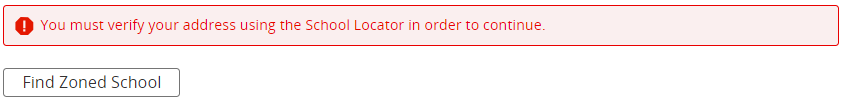 You must verify your address using the School Locator in order to continue.
Find Zoned School